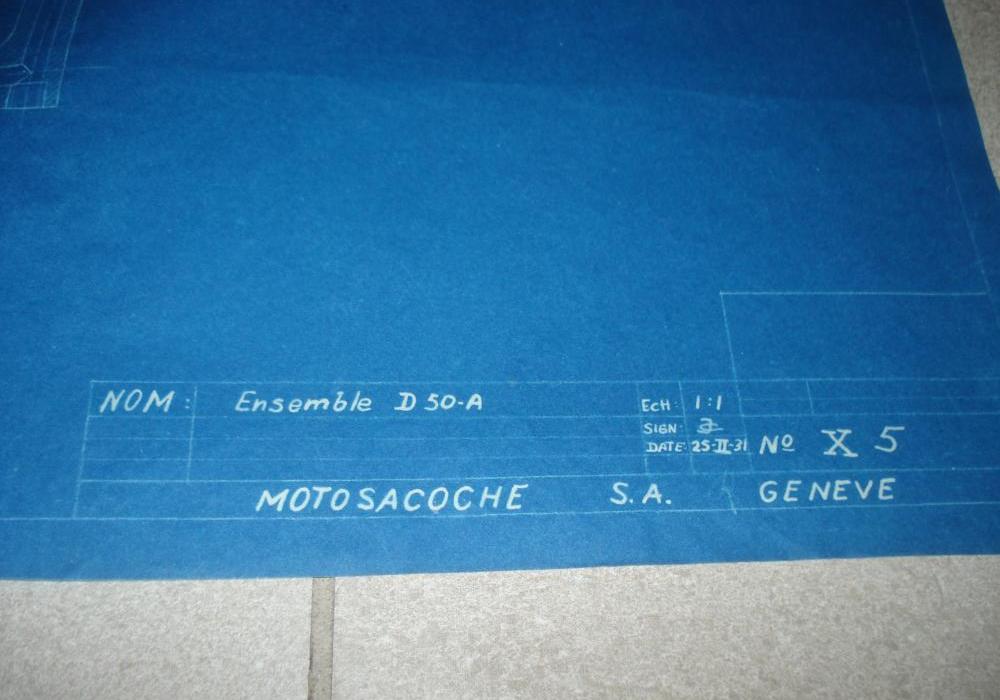 NOM: Ensemble D 50-A
ECH: 1:1
SIGN:
DATE: 25-II-31
Nº X 5
MOTOSACOCHE S.A. GENEVE